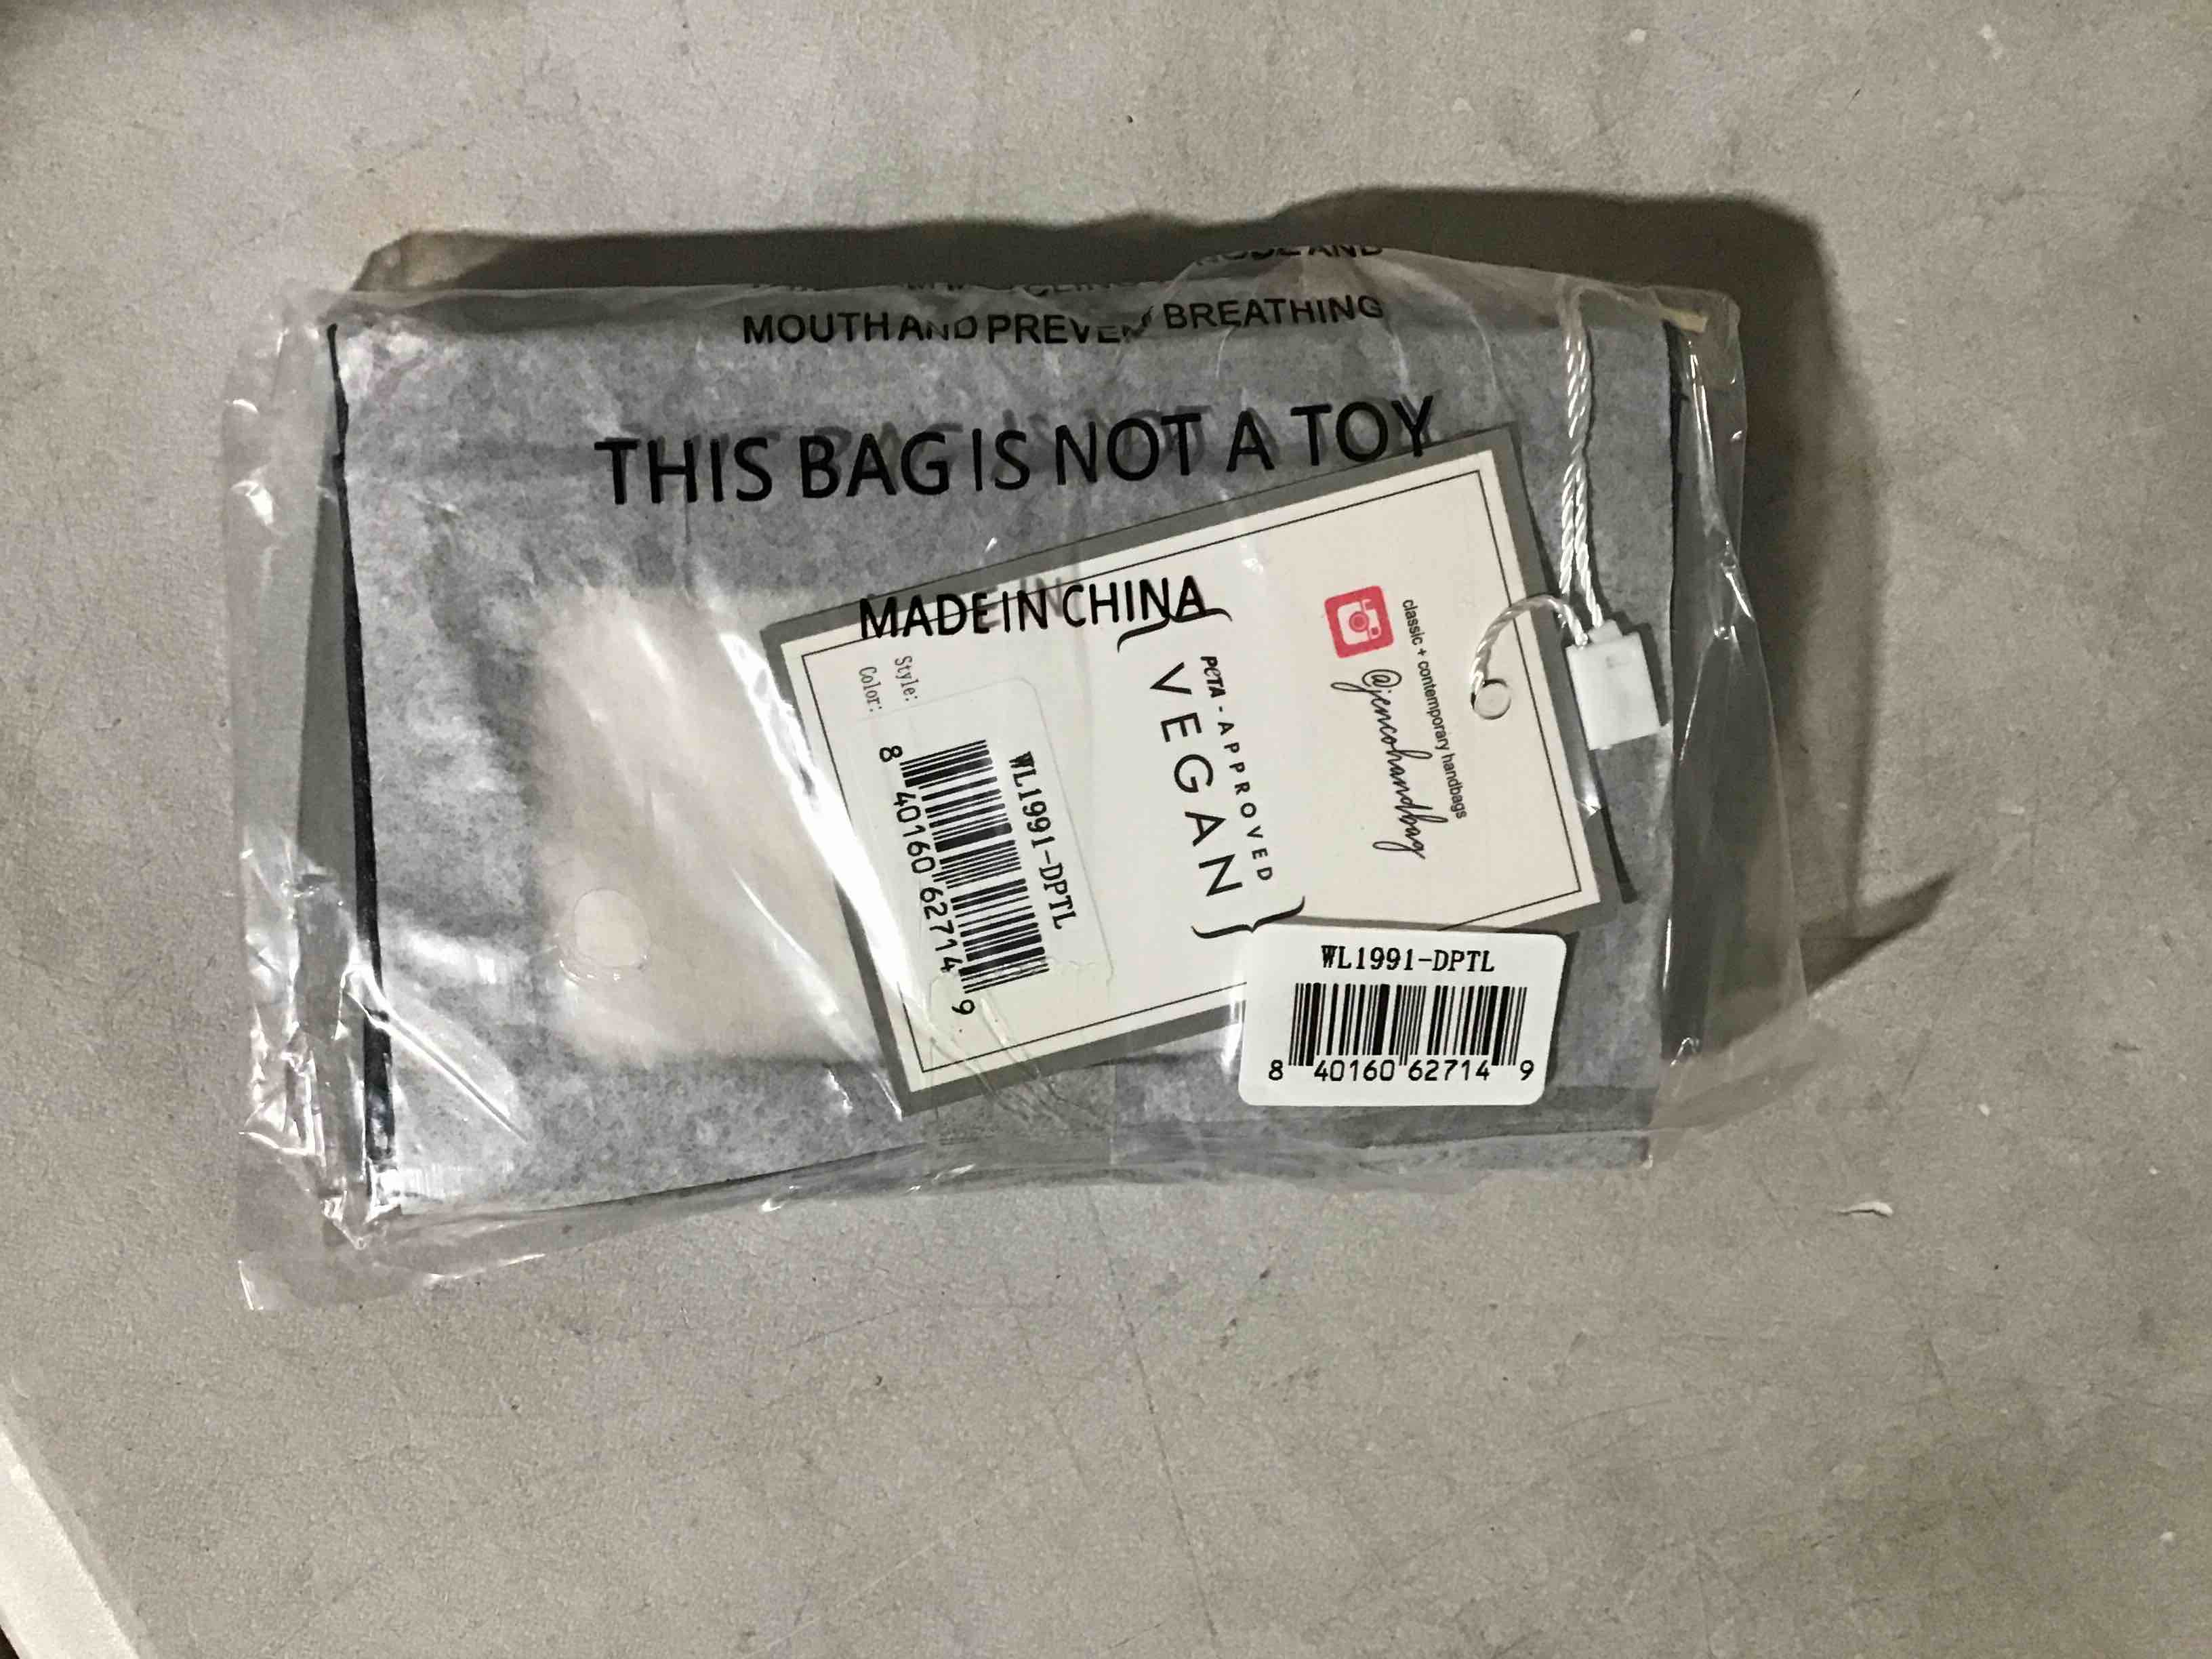 MOUTH AND PREVEN BREATHING
THIS BAG IS NOT A TOY
MADE IN CHINA
classic + contemporary handbags
@jencohandbag
PETA - APPROVED
VEGAN
Style:
Color:
WL1991-DPTL
8 40160 62714 9
WL1991-DPTL
8 40160 62714 9